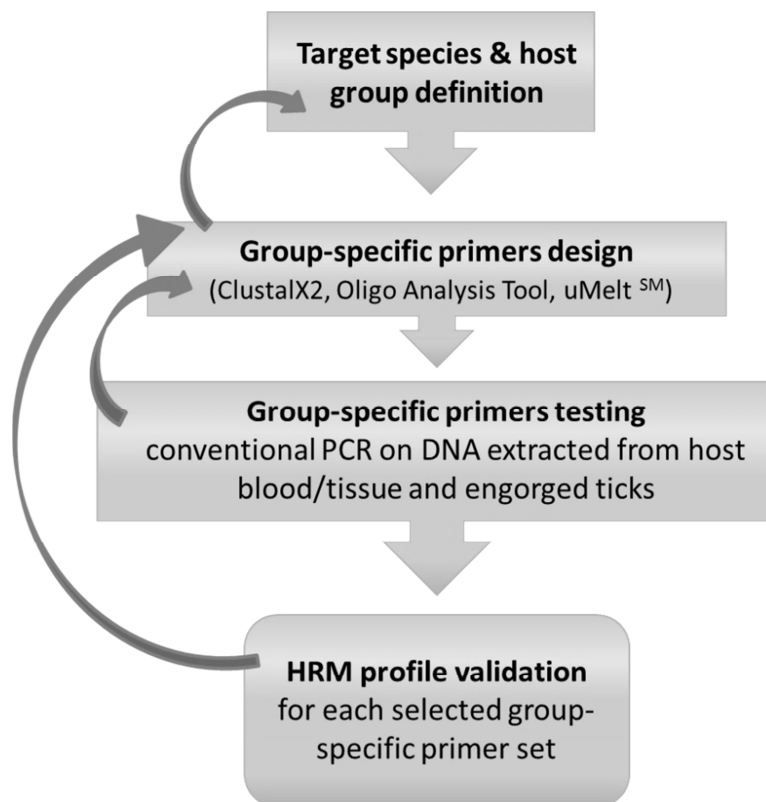 Target species & host
group definition
Group-specific primers design
(ClustalX2, Oligo Analysis Tool, uMelt ˢᴹ)
Group-specific primers testing
conventional PCR on DNA extracted from host
blood/tissue and engorged ticks
HRM profile validation
for each selected group-
specific primer set